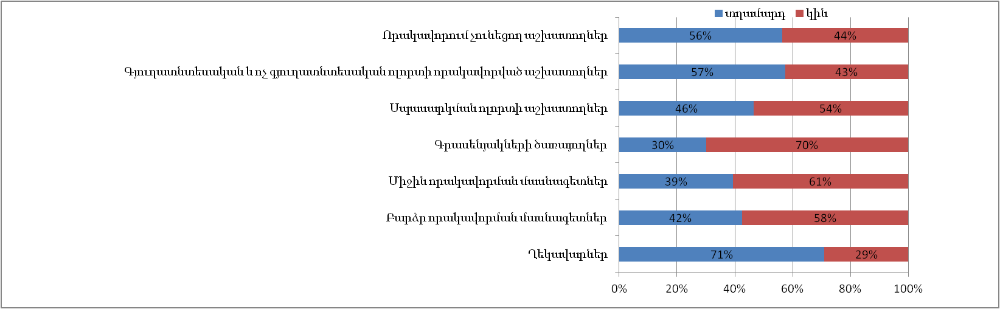 տղամարդ կին
Որակավորում չունեցող աշխատողներ 56% 44%
Գյուղատնտեսական և ոչ գյուղատնտեսական ոլորտի որակավորված աշխատողներ 57% 43%
Սպասարկման ոլորտի աշխատողներ 46% 54%
Գրասենյակների ծառայողներ 30% 70%
Միջին որակավորման մասնագետներ 39% 61%
Բարձր որակավորման մասնագետներ 42% 58%
Ղեկավարներ 71% 29%
0% 20% 40% 60% 80% 100%